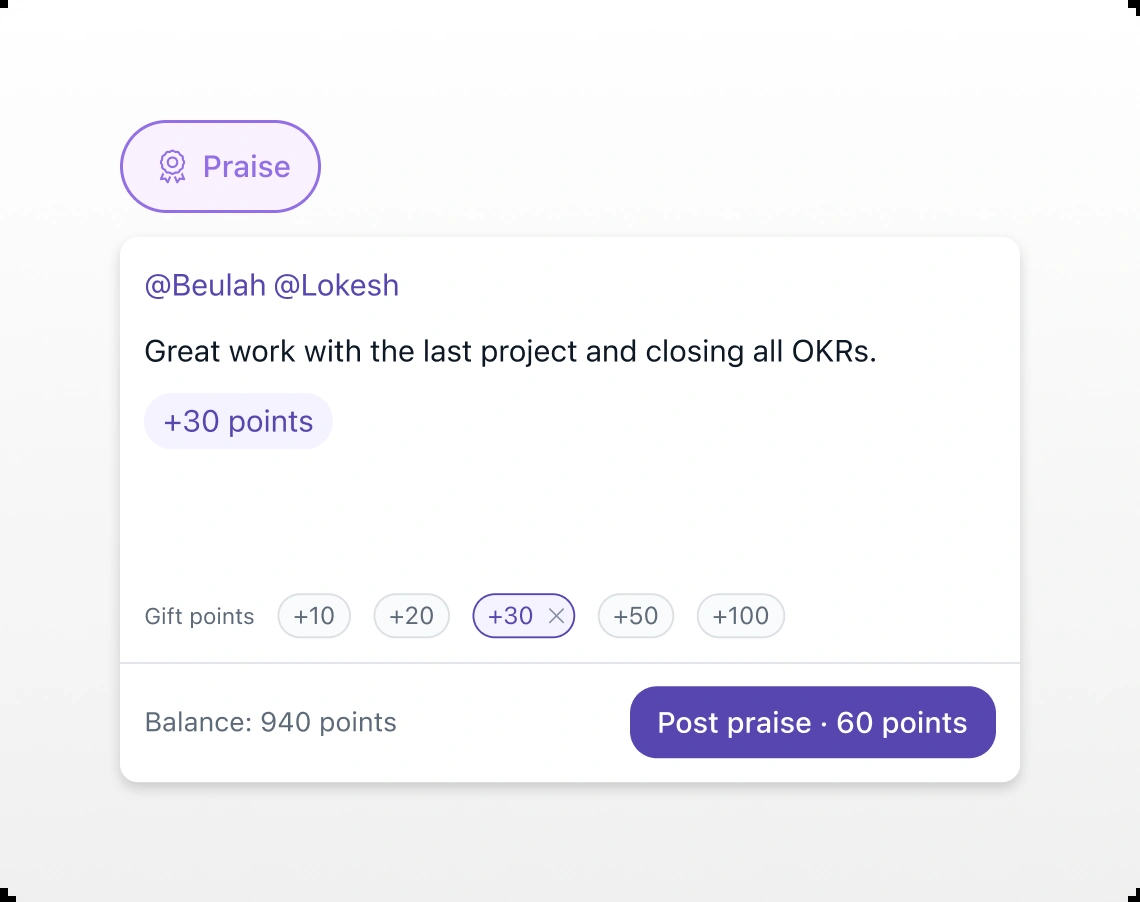 Praise
@Beulah @Lokesh
Great work with the last project and closing all OKRs.
+30 points
Gift points +10 +20 +30 +50 +100
Balance: 940 points Post praise · 60 points